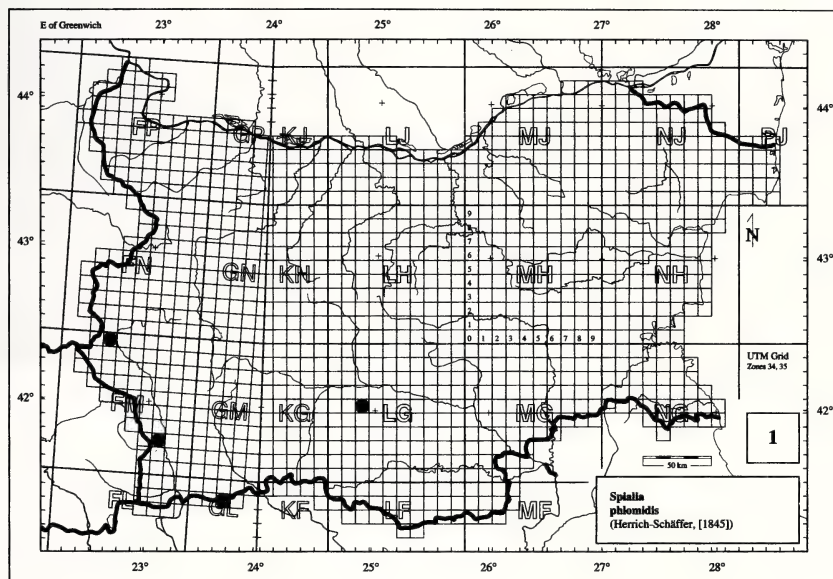 E of Greenwich
23° 24° 25° 26° 27° 28°
44° 44°
FP GP KJ LJ MJ NJ PJ
43° 43°
9
8
7
6
5
4
3
2
1
0 1 2 3 4 5 6 7 8 9
N
FN GN KN LH MH NH
UTM Grid
Zones 34, 35
42° 42°
FM GM KG LG MG NG
1
50 km
FL GL KF LF MF
Spialia
phlomidis
(Herrich-Schäffer, [1845])
23° 24° 25° 26° 27° 28°